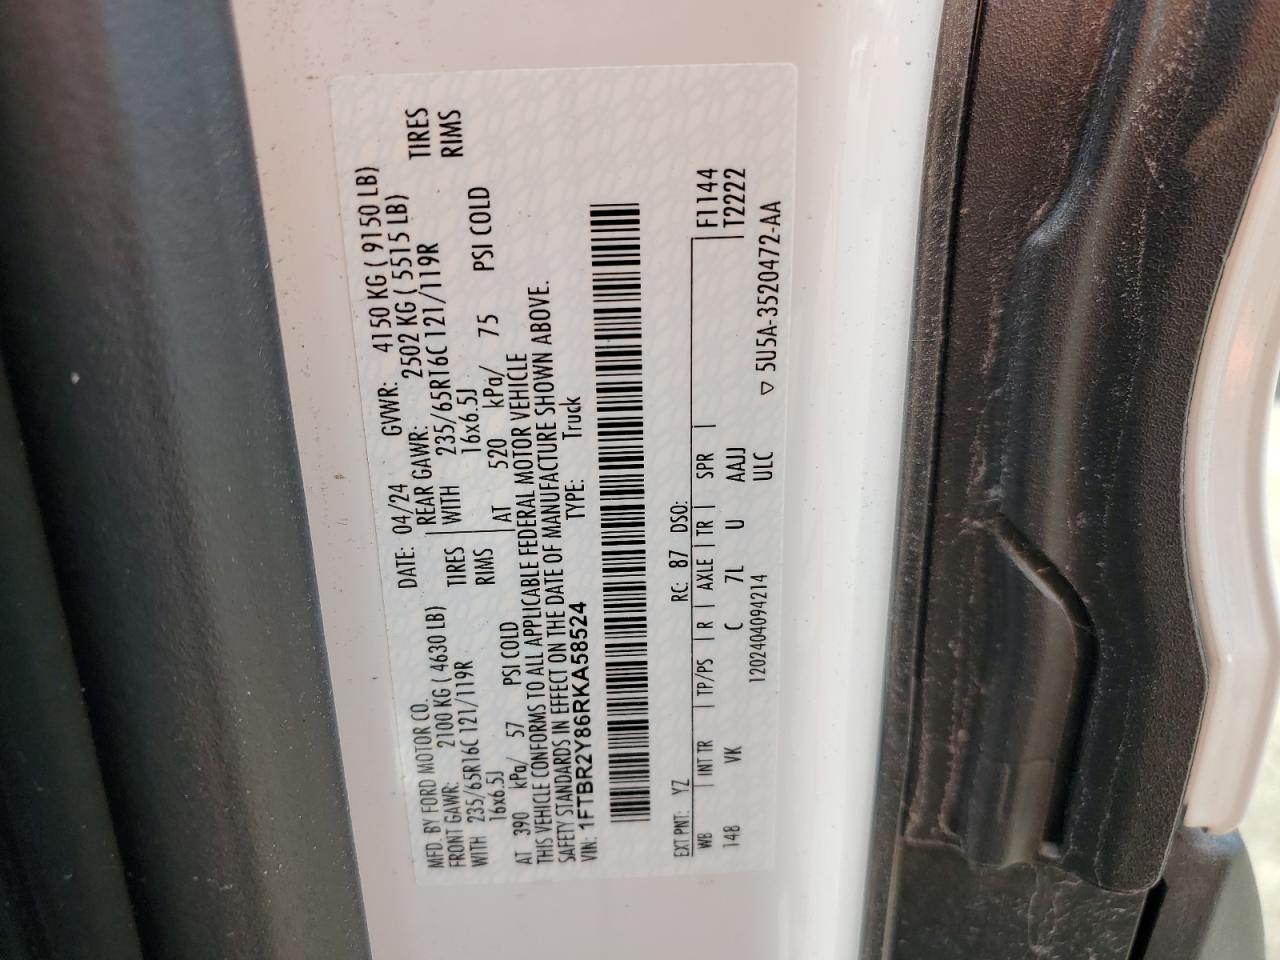 MFD. BY FORD MOTOR CO. DATE: 04/24 GVWR: 4150 KG ( 9150 LB)
FRONT GAWR: 2100 KG ( 4630 LB) REAR GAWR: 2502 KG ( 5515 LB)
WITH 235/65R16C 121/119R TIRES WITH 235/65R16C 121/119R TIRES
16x6.5J RIMS 16x6.5J RIMS
AT 390 kPa/ 57 PSI COLD AT 520 kPa/ 75 PSI COLD
THIS VEHICLE CONFORMS TO ALL APPLICABLE FEDERAL MOTOR VEHICLE
SAFETY STANDARDS IN EFFECT ON THE DATE OF MANUFACTURE SHOWN ABOVE.
VIN: 1FTBR2Y86RKA58524 TYPE: Truck
EXT PNT: YZ RC: 87 DSO:
WB INT TR TP/PS R AXLE TR SPR F1144
148 VK C 7L U AAJJ T2222
1202404094214 ULC ▽ 5U5A-3520472-AA